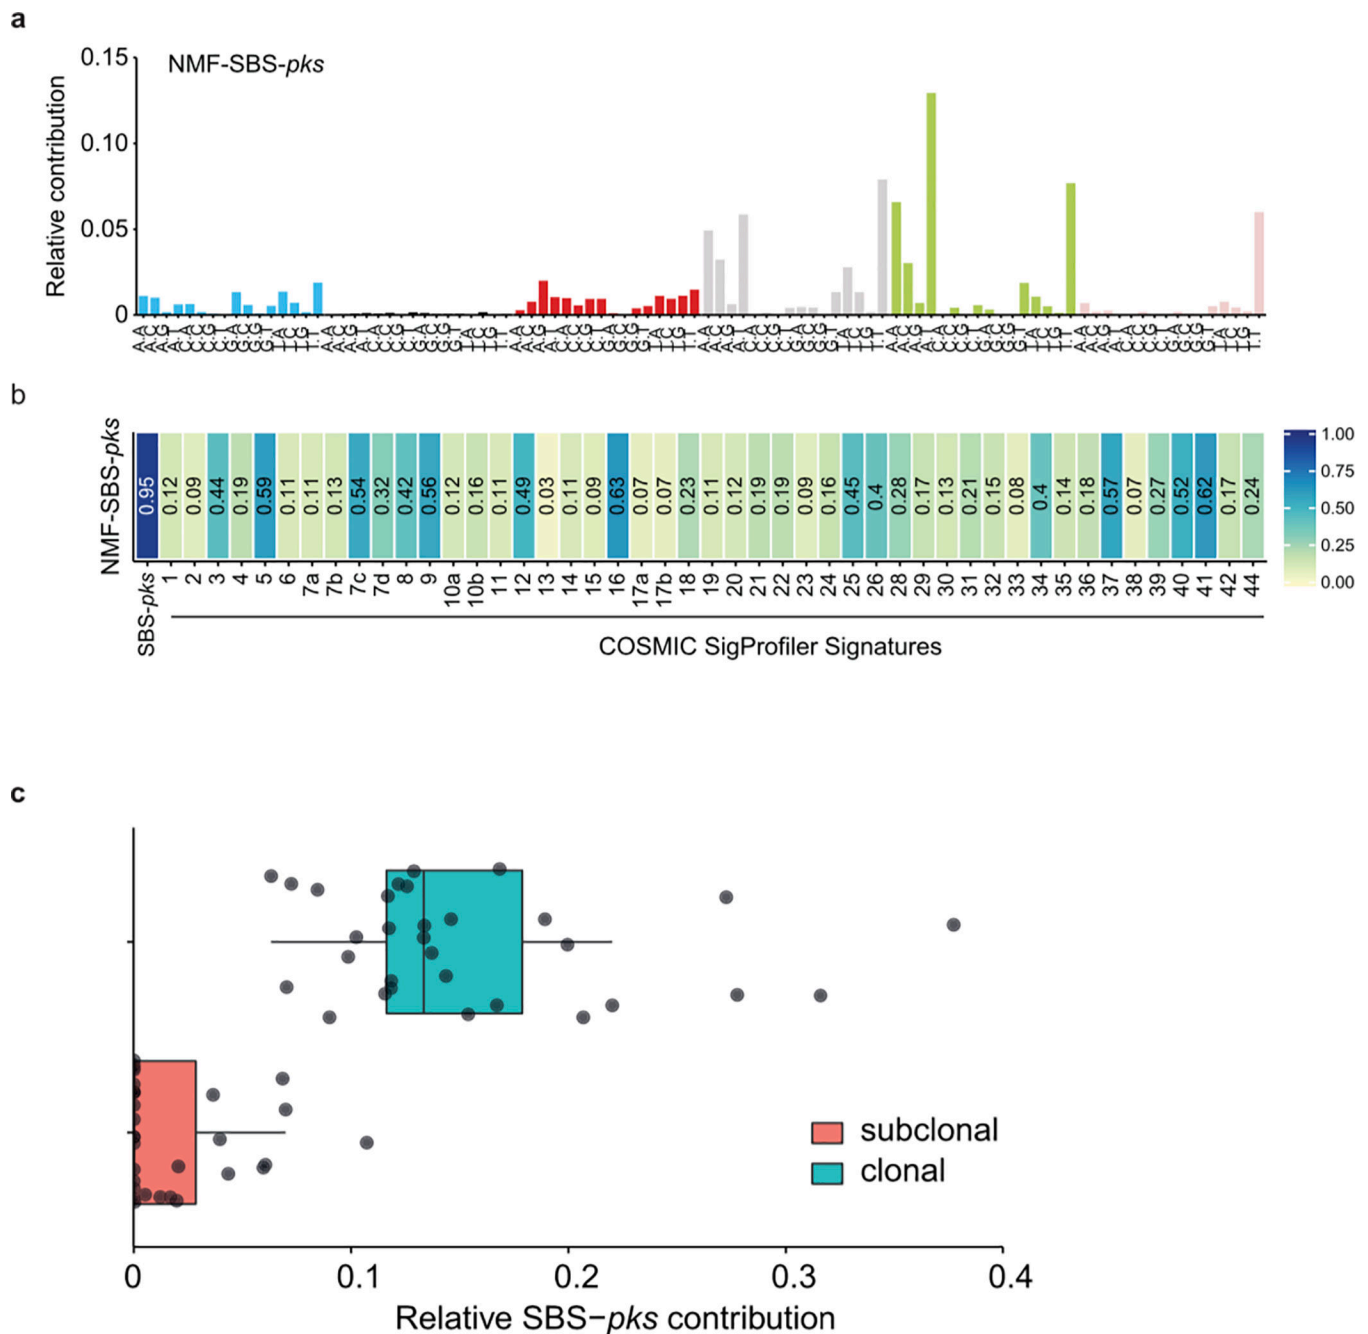 a
NMF-SBS-pks
Relative contribution
0.15
0.10
0.05
0
b
NMF-SBS-pks
0.95 0.12 0.09 0.44 0.19 0.59 0.11 0.11 0.13 0.54 0.32 0.42 0.56 0.12 0.16 0.11 0.49 0.03 0.11 0.09 0.63 0.07 0.07 0.23 0.11 0.12 0.19 0.19 0.09 0.16 0.45 0.4 0.28 0.17 0.13 0.21 0.15 0.08 0.4 0.14 0.18 0.57 0.07 0.27 0.52 0.62 0.17 0.24
SBS-pks 1 2 3 4 5 6 7a 7b 7c 7d 8 9 10a 10b 11 12 13 14 15 16 17a 17b 18 19 20 21 22 23 24 25 26 28 29 30 31 32 33 34 35 36 37 38 39 40 41 42 44
COSMIC SigProfiler Signatures
1.00
0.75
0.50
0.25
0.00
c
subclonal
clonal
0 0.1 0.2 0.3 0.4
Relative SBS−pks contribution